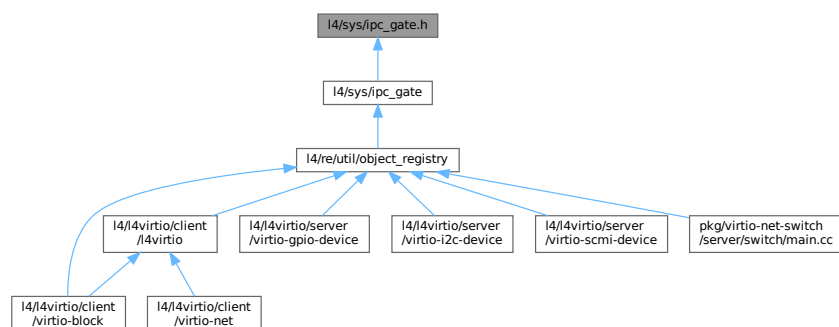 l4/sys/ipc_gate.h
l4/sys/ipc_gate
l4/re/util/object_registry
l4/l4virtio/client
/l4virtio
l4/l4virtio/server
/virtio-gpio-device
l4/l4virtio/server
/virtio-i2c-device
l4/l4virtio/server
/virtio-scmi-device
pkg/virtio-net-switch
/server/switch/main.cc
l4/l4virtio/client
/virtio-block
l4/l4virtio/client
/virtio-net